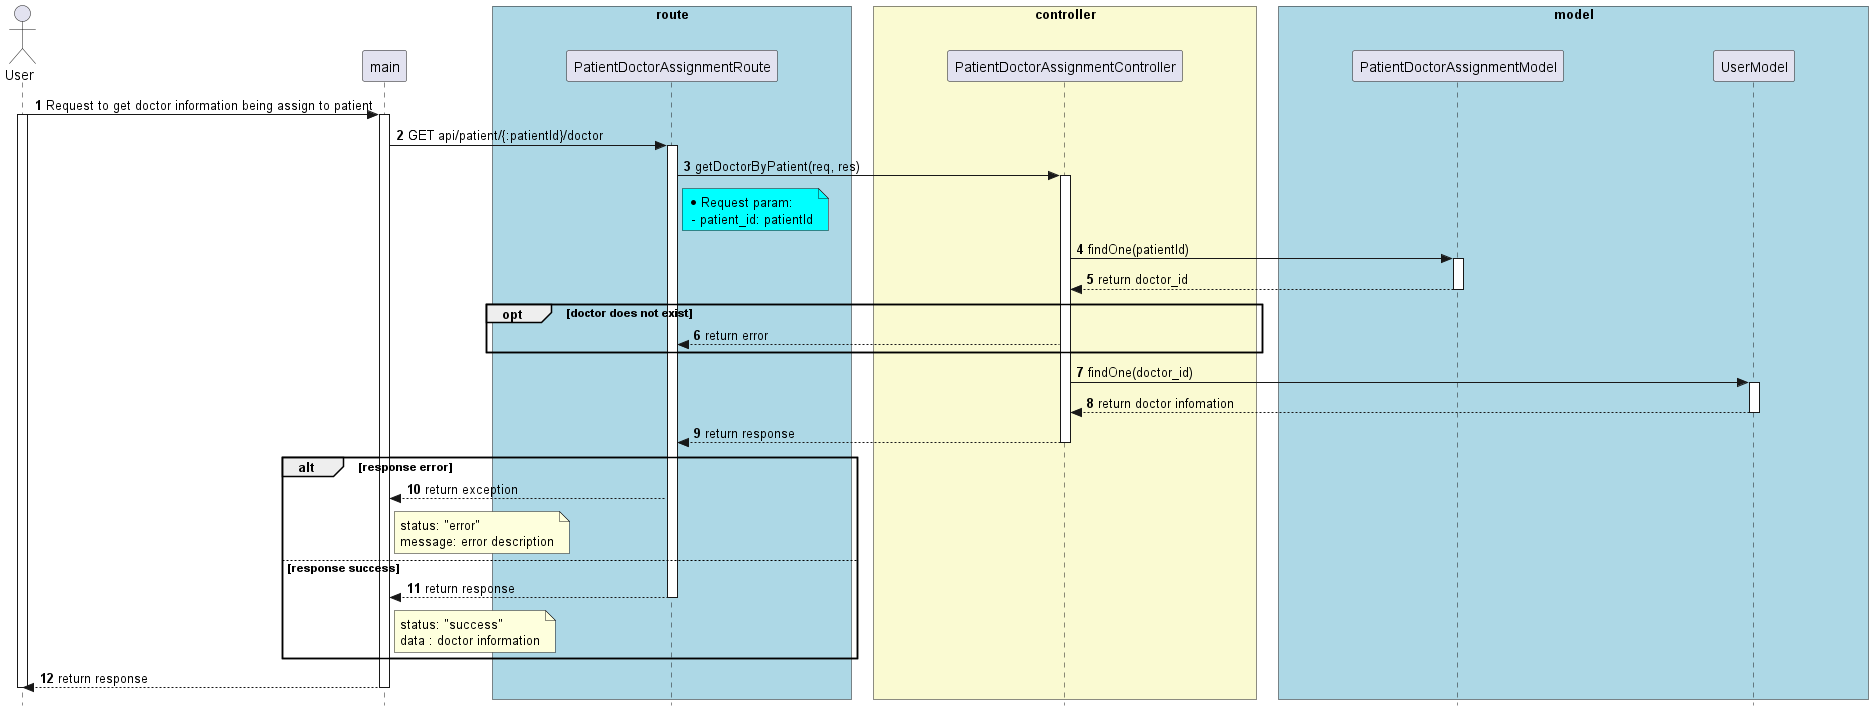 route
controller
model
User
main
PatientDoctorAssignmentRoute
PatientDoctorAssignmentController
PatientDoctorAssignmentModel
UserModel
1 Request to get doctor information being assign to patient
2 GET api/patient/{:patientId}/doctor
3 getDoctorByPatient(req, res)
• Request param:
- patient_id: patientId
4 findOne(patientId)
5 return doctor_id
opt [doctor does not exist]
6 return error
7 findOne(doctor_id)
8 return doctor infomation
9 return response
alt [response error]
10 return exception
status: "error"
message: error description
[response success]
11 return response
status: "success"
data : doctor information
12 return response